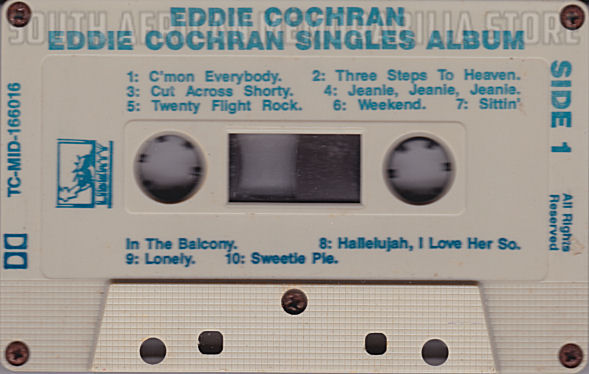 SOUTH AFRICAN MEMORABILIA STORE
EDDIE COCHRAN
EDDIE COCHRAN SINGLES ALBUM
1: C'mon Everybody. 2: Three Steps To Heaven.
3: Cut Across Shorty. 4: Jeanie, Jeanie, Jeanie.
5: Twenty Flight Rock. 6: Weekend. 7: Sittin'
In The Balcony. 8: Hallelujah, I Love Her So.
9: Lonely. 10: Sweetie Pie.
TC-MID-166016
SIDE 1
All Rights
Reserved